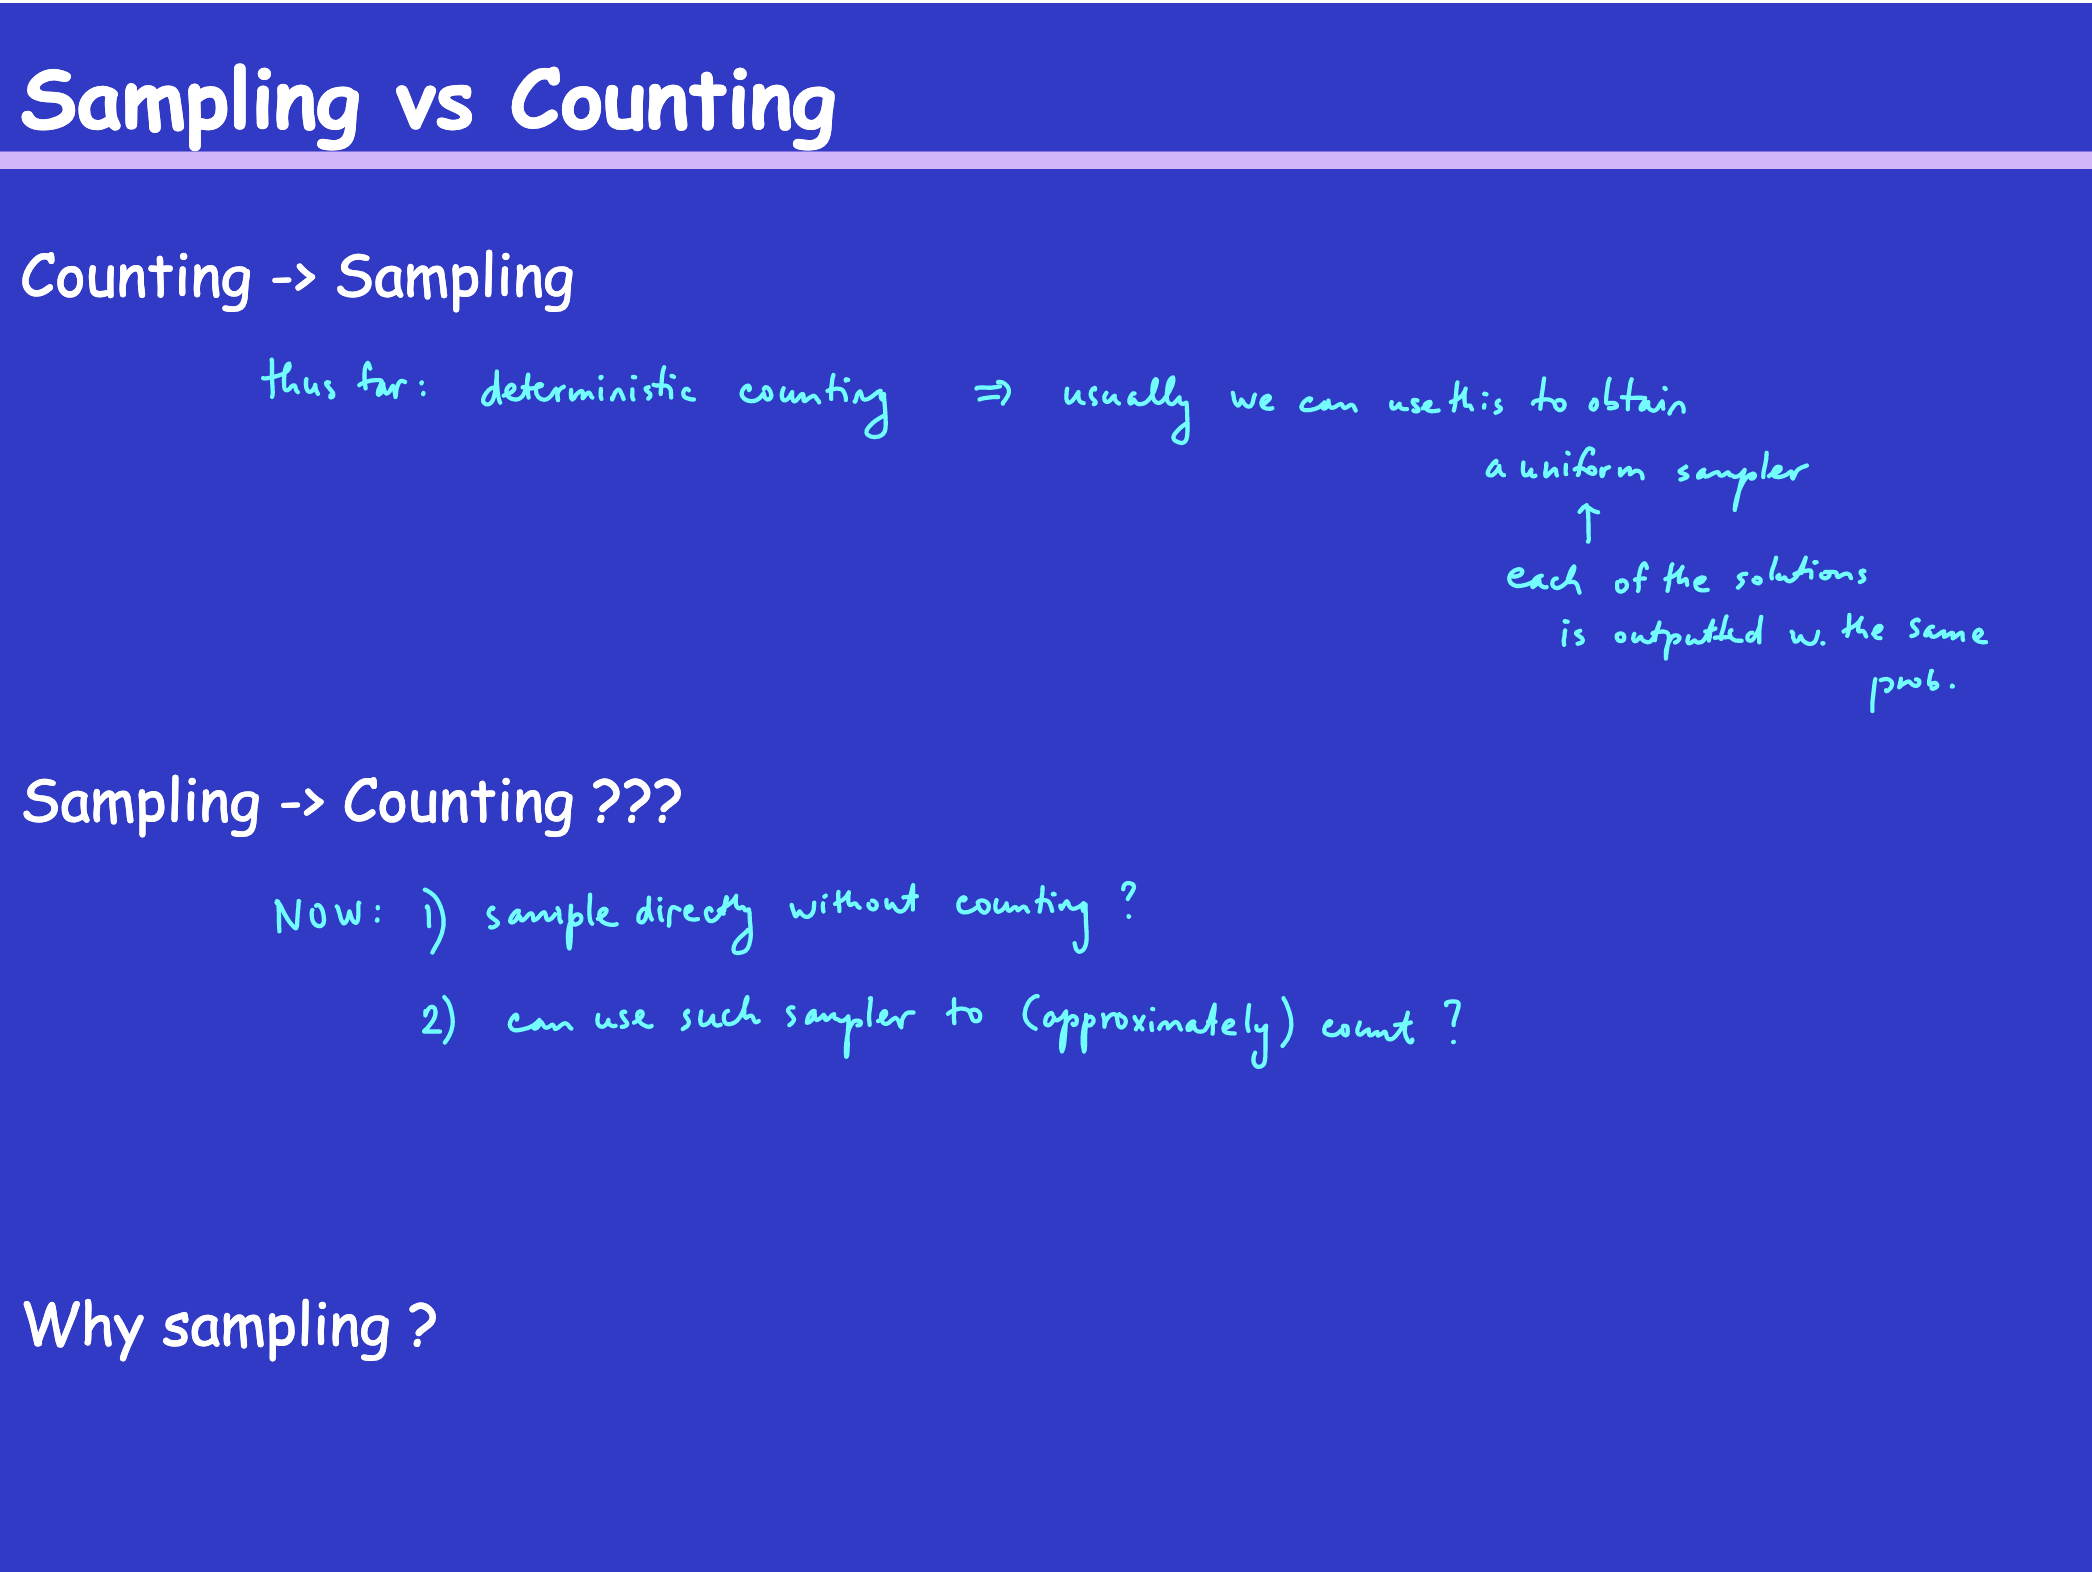 Sampling vs Counting
Counting -> Sampling
thus far: deterministic counting ⇒ usually we can use this to obtain
a uniform sampler
↑
each of the solutions
is outputted w. the same
prob.
Sampling -> Counting ???
NOW: 1) sample directly without counting ?
2) can use such sampler to (approximately) count ?
Why sampling ?